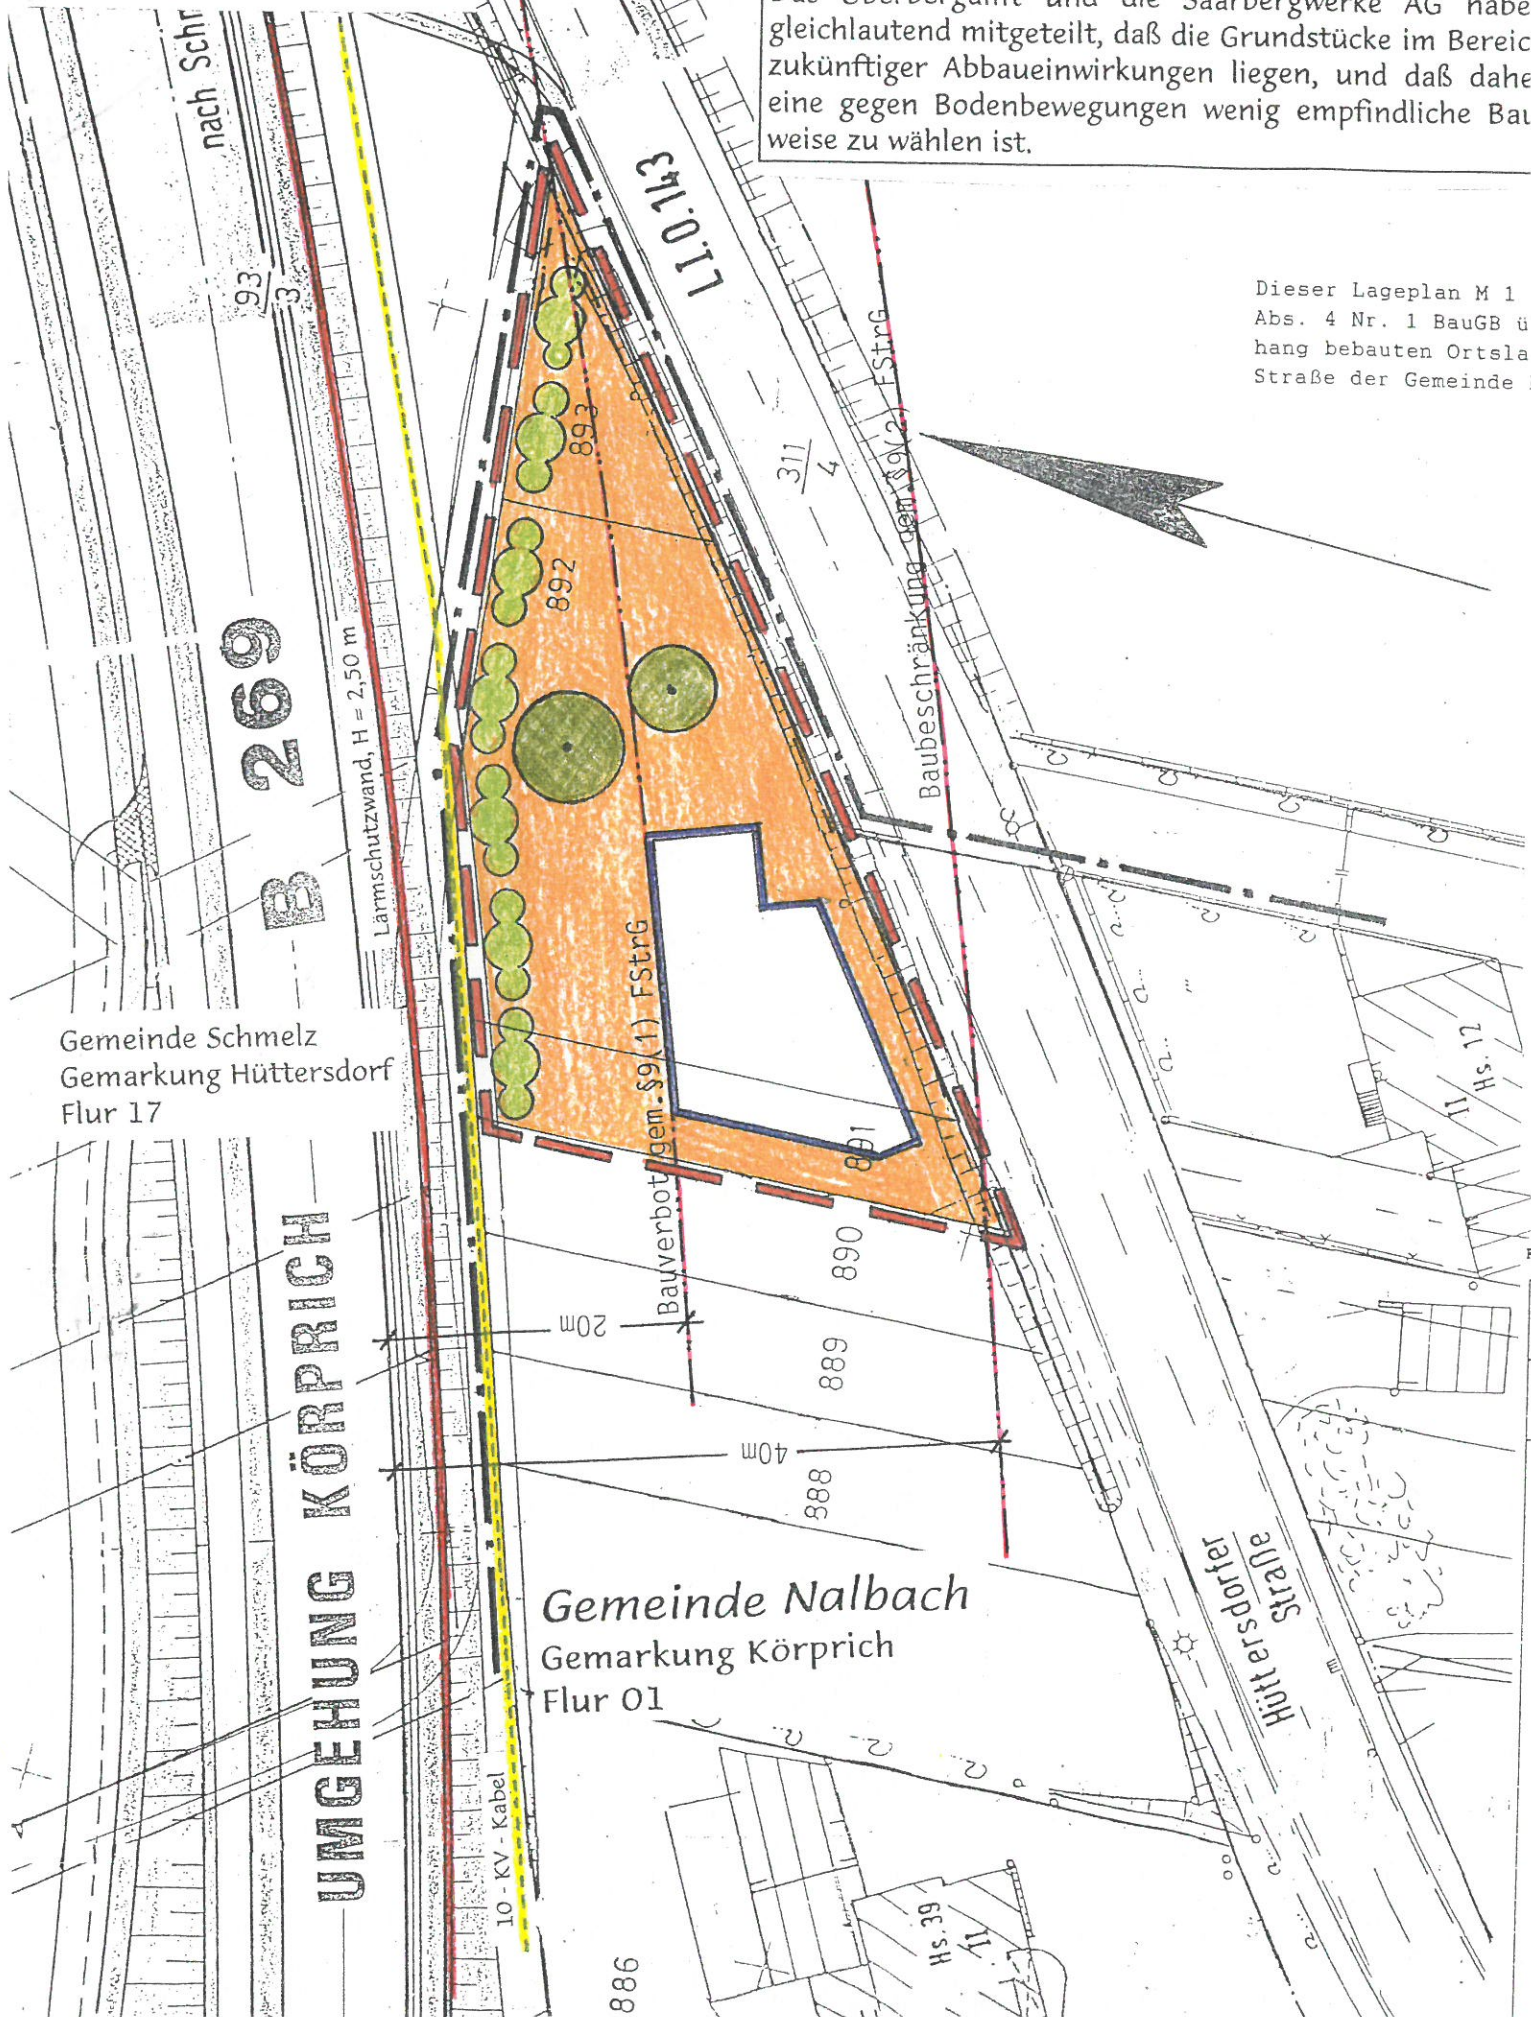 gleichlautend mitgeteilt, daß die Grundstücke im Bereic
zukünftiger Abbaueinwirkungen liegen, und daß dahe
eine gegen Bodenbewegungen wenig empfindliche Bau
weise zu wählen ist.
Dieser Lageplan M 1
Abs. 4 Nr. 1 BauGB ü
hang bebauten Ortsla
Straße der Gemeinde
nach Schm
93
3
L I.O.143
311
4
Baubeschränkung gem. §9(2) FStrG
893
892
B 269
Lärmschutzwand, H = 2,50 m
Gemeinde Schmelz
Gemarkung Hüttersdorf
Flur 17
Bauverbot gem. §9(1) FStrG
891
890
889
888
20m
40m
UMGEHUNG KÖRPRICH
II
Hs. 12
Gemeinde Nalbach
Gemarkung Körprich
Flur 01
Hüttersdorfer
Straße
10 - KV - Kabel
886
Hs. 39
II